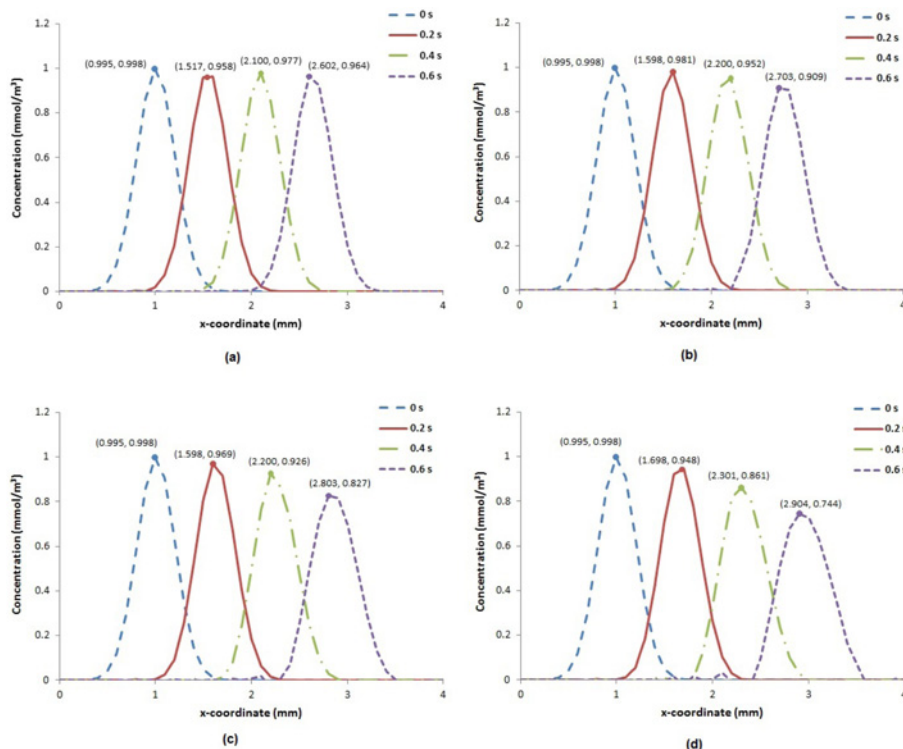 0 s
0.2 s
0.4 s
0.6 s
1.2
1
0.8
0.6
0.4
0.2
0
Concentration (mmol/m³)
(0.995, 0.998)
(1.517, 0.958)
(2.100, 0.977)
(2.602, 0.964)
0 1 2 3 4
x-coordinate (mm)
(a)
0 s
0.2 s
0.4 s
0.6 s
1.2
1
0.8
0.6
0.4
0.2
0
Concentration (mmol/m³)
(0.995, 0.998)
(1.598, 0.981)
(2.200, 0.952)
(2.703, 0.909)
0 1 2 3 4
x-coordinate (mm)
(b)
0 s
0.2 s
0.4 s
0.6 s
1.2
1
0.8
0.6
0.4
0.2
0
Concentration (mmol/m³)
(0.995, 0.998)
(1.598, 0.969)
(2.200, 0.926)
(2.803, 0.827)
0 1 2 3 4
x-coordinate (mm)
(c)
0 s
0.2 s
0.4 s
0.6 s
1.2
1
0.8
0.6
0.4
0.2
0
Concentration (mmol/m³)
(0.995, 0.998)
(1.698, 0.948)
(2.301, 0.861)
(2.904, 0.744)
0 1 2 3 4
x-coordinate (mm)
(d)